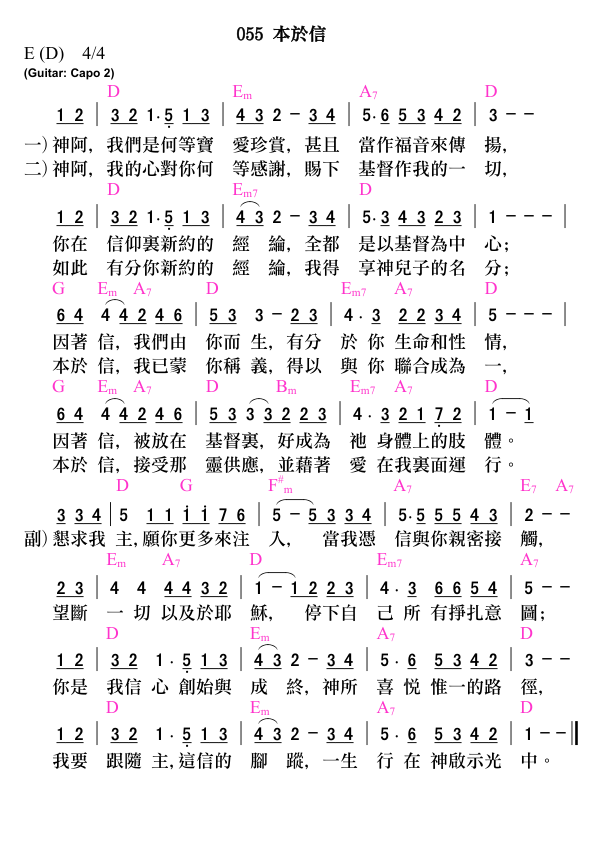 055 本於信
E (D) 4/4
(Guitar: Capo 2)
D Em A7 D
1 2 | 3 2 1· 5 1 3 | 4 3 2 − 3 4 | 5· 6 5 3 4 2 | 3 − −
一) 神阿, 我們是何等寶 愛珍賞, 甚且 當作福音來傳 揚,
二) 神阿, 我的心對你何 等感謝, 賜下 基督作我的一 切,
D Em7 D
1 2 | 3 2 1· 5 1 3 | 4 3 2 − 3 4 | 5· 3 4 3 2 3 | 1 − − − |
你在 信仰裏新約的 經 綸, 全都 是以基督為中 心;
如此 有分你新約的 經 綸, 我得 享神兒子的名 分;
G Em A7 D Em7 A7 D
6 4 4 4 2 4 6 | 5 3 3 − 2 3 | 4 · 3 2 2 3 4 | 5 − − − |
因著 信, 我們由 你而 生, 有分 於 你 生命和性 情,
本於 信, 我已蒙 你稱 義, 得以 與 你 聯合成為 一,
G Em A7 D Bm Em7 A7 D
6 4 4 4 2 4 6 | 5 3 3 3 2 2 3 | 4 · 3 2 1 7 2 | 1 − 1
因著 信, 被放在 基督裏, 好成為 祂 身體上的肢 體。
本於 信, 接受那 靈供應, 並藉著 愛 在我裏面運 行。
D G F#m A7 E7 A7
3 3 4 | 5 1 1 1 1 7 6 | 5 − 5 3 3 4 | 5· 5 5 5 4 3 | 2 − −
副) 懇求我 主, 願你更多來注 入, 當我憑 信與你親密接 觸,
Em A7 D Em7 A7
2 3 | 4 4 4 4 3 2 | 1 − 1 2 2 3 | 4 · 3 6 6 5 4 | 5 − −
望斷 一 切 以及於耶 穌, 停下自 己 所 有掙扎意 圖;
D Em A7 D
1 2 | 3 2 1 · 5 1 3 | 4 3 2 − 3 4 | 5 · 6 5 3 4 2 | 3 − −
你是 我信 心 創始與 成 終, 神所 喜 悅 惟一的路 徑,
D Em A7 D
1 2 | 3 2 1 · 5 1 3 | 4 3 2 − 3 4 | 5 · 6 5 3 4 2 | 1 − − ‖
我要 跟隨 主, 這信的 腳 蹤, 一生 行 在 神啟示光 中。